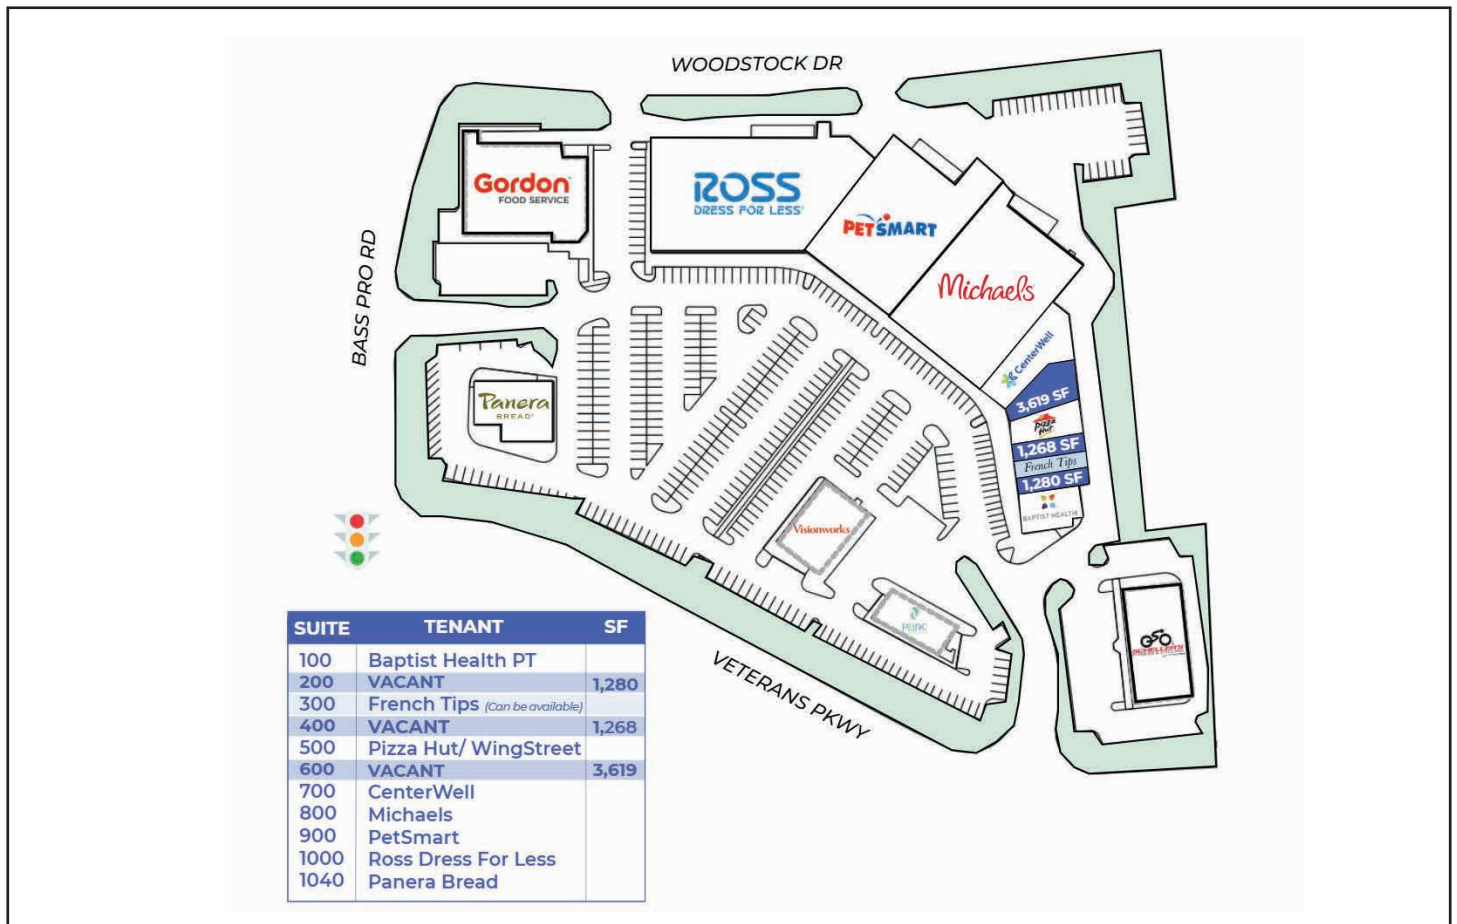 WOODSTOCK DR
Gordon
FOOD SERVICE
ROSS
DRESS FOR LESS
PETSMART
Michaels
BASS PRO RD
CenterWell
3,619 SF
Pizza
Hut
Panera
BREAD
1,268 SF
French Tips
1,280 SF
BAPTIST HEALTH
Visionworks
PARK
SCHELLER'S
VETERANS PKWY
SUITE TENANT SF
100 Baptist Health PT
200 VACANT 1,280
300 French Tips (Can be available)
400 VACANT 1,268
500 Pizza Hut/ WingStreet
600 VACANT 3,619
700 CenterWell
800 Michaels
900 PetSmart
1000 Ross Dress For Less
1040 Panera Bread